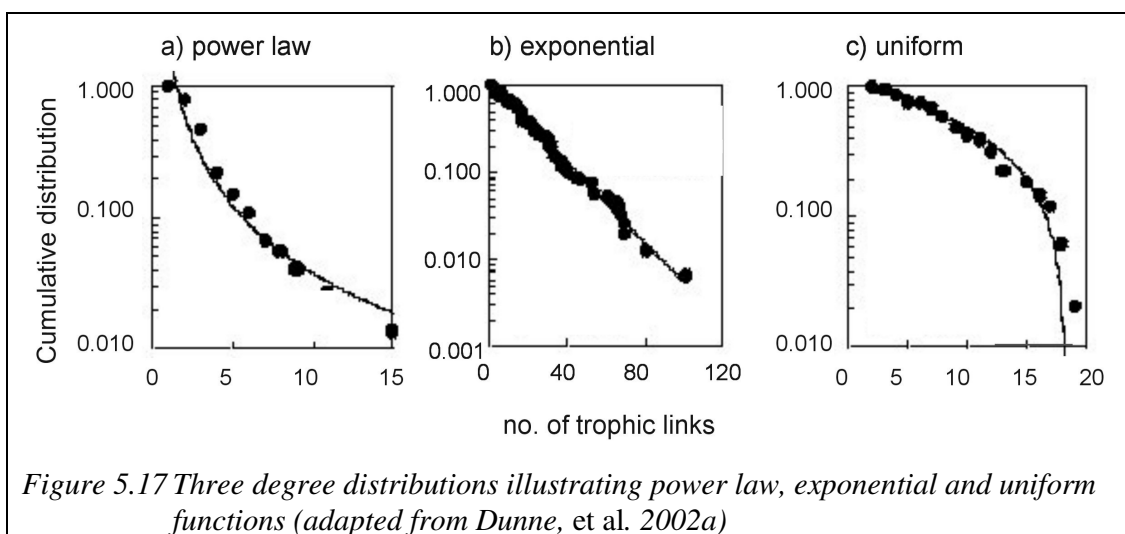 a) power law
b) exponential
c) uniform
Cumulative distribution
1.000
0.100
0.010
0 5 10 15
1.000
0.100
0.010
0.001
0 40 80 120
1.000
0.100
0.010
0 5 10 15 20
no. of trophic links
Figure 5.17 Three degree distributions illustrating power law, exponential and uniform
functions (adapted from Dunne, et al. 2002a)